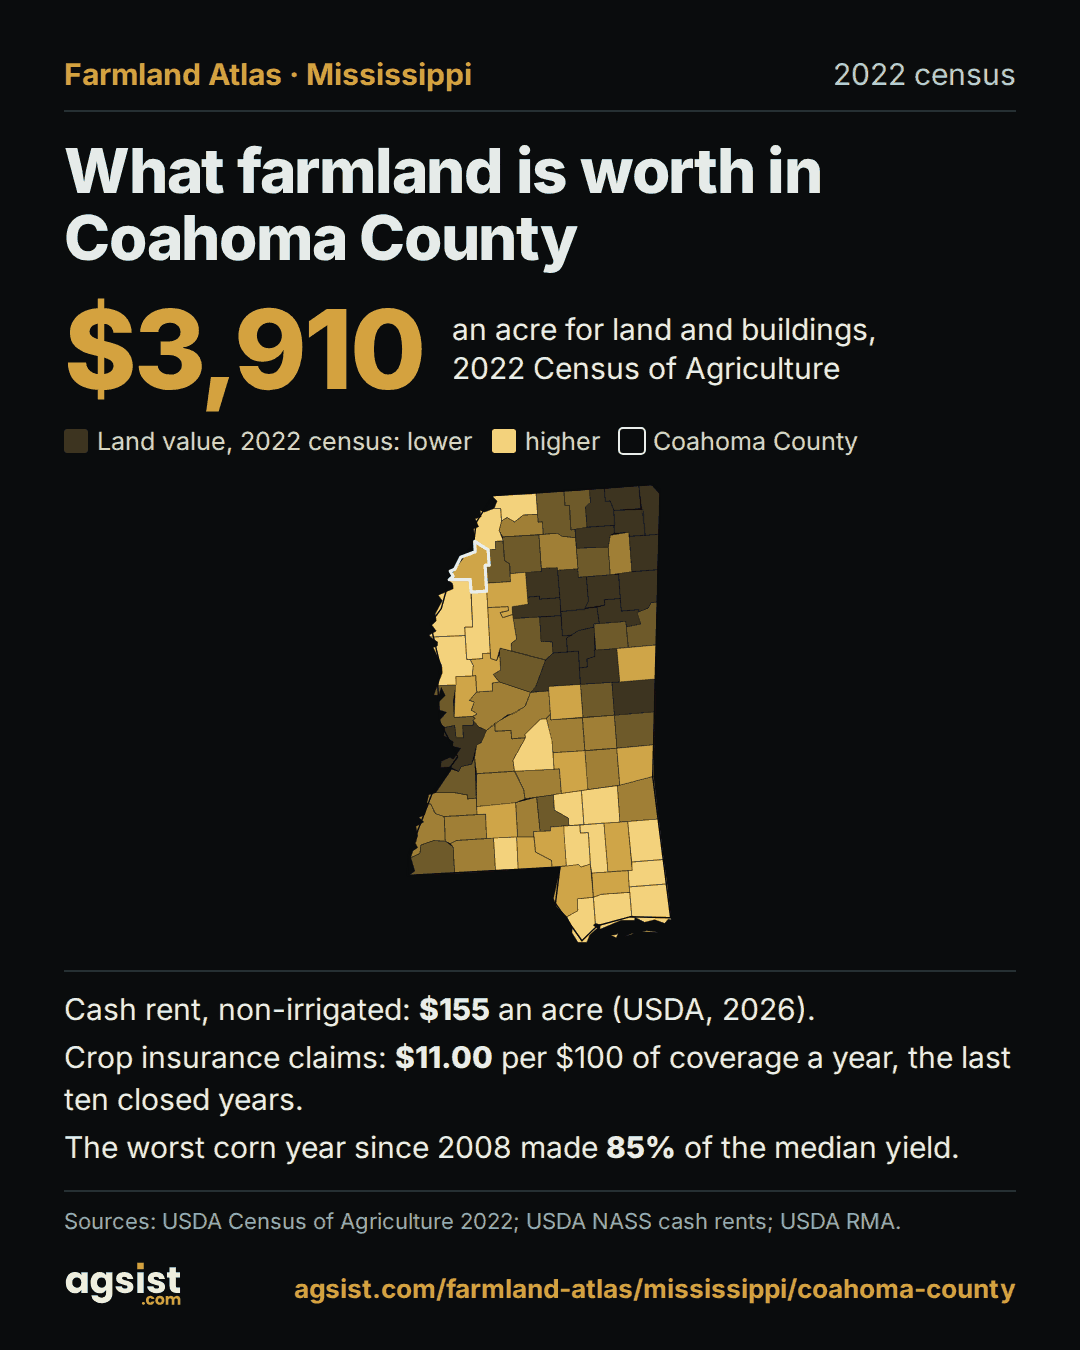 Farmland Atlas · Mississippi
2022 census
What farmland is worth in
Coahoma County
$3,910
an acre for land and buildings,
2022 Census of Agriculture
Land value, 2022 census: lower
higher
Coahoma County
Cash rent, non-irrigated: $155 an acre (USDA, 2026).
Crop insurance claims: $11.00 per $100 of coverage a year, the last
ten closed years.
The worst corn year since 2008 made 85% of the median yield.
Sources: USDA Census of Agriculture 2022; USDA NASS cash rents; USDA RMA.
agsist
.com
agsist.com/farmland-atlas/mississippi/coahoma-county